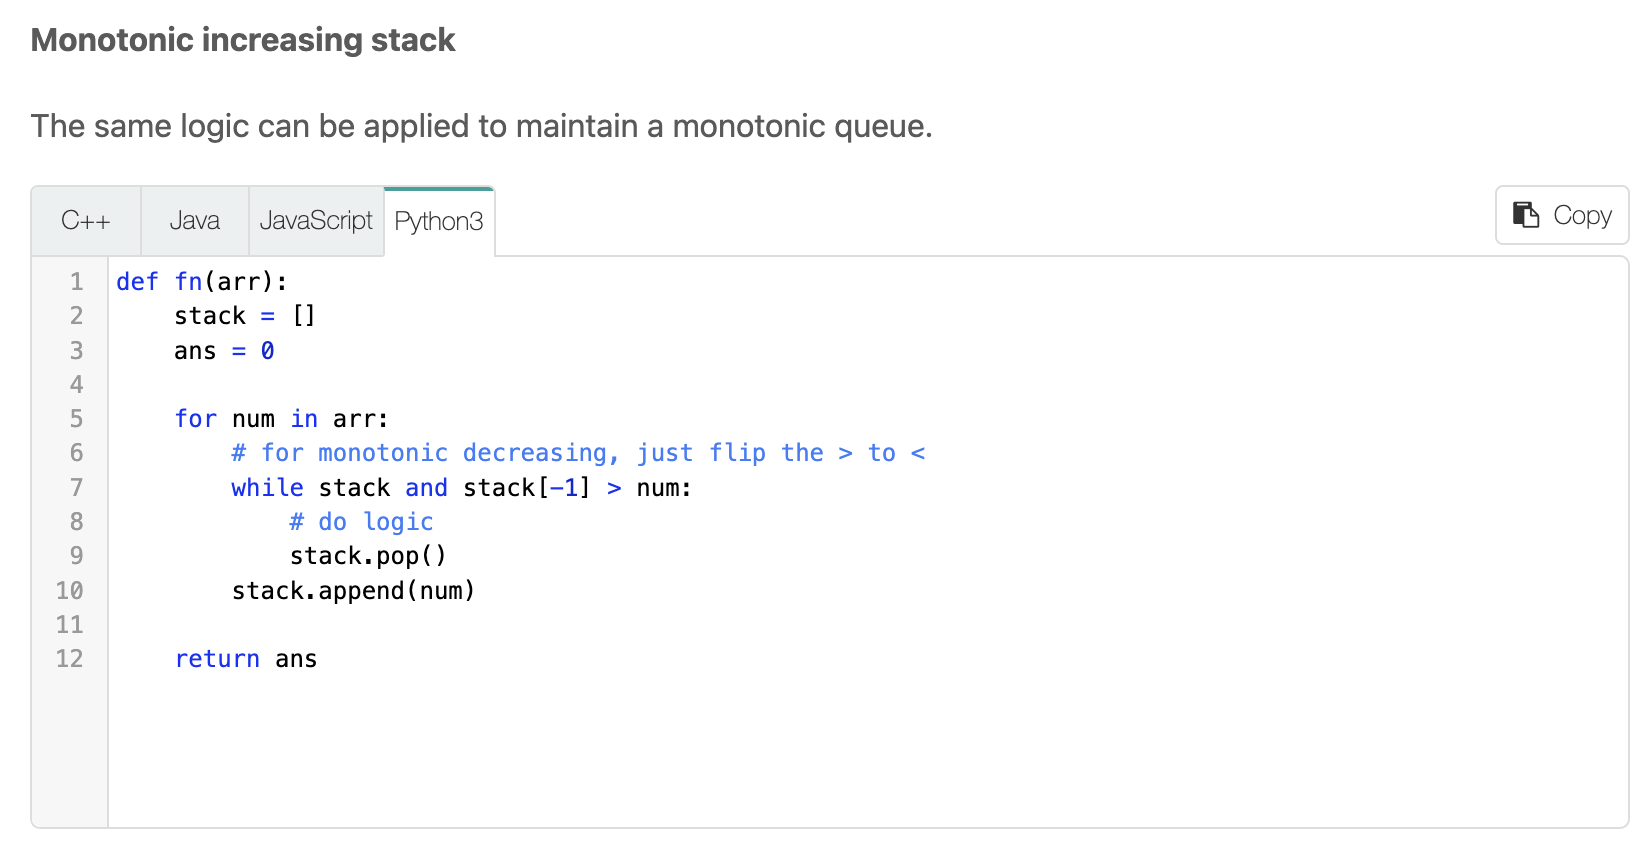 Monotonic increasing stack
The same logic can be applied to maintain a monotonic queue.
C++ Java JavaScript Python3 Copy
1 def fn(arr):
2     stack = []
3     ans = 0
4
5     for num in arr:
6         # for monotonic decreasing, just flip the > to <
7         while stack and stack[-1] > num:
8             # do logic
9             stack.pop()
10         stack.append(num)
11
12     return ans